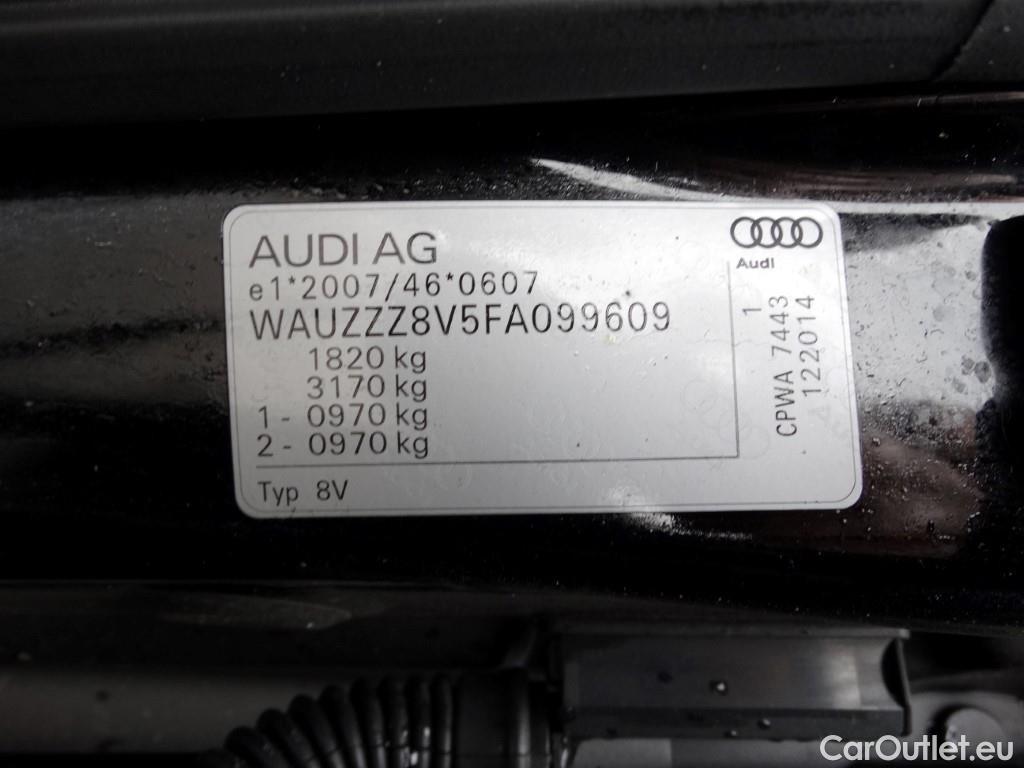 AUDI AG
e1*2007/46*0607
WAUZZZ8V5FA099609
1820 kg
3170 kg
1 - 0970 kg
2 - 0970 kg
Typ 8V
Audi
1
CPWA 7443
122014
CarOutlet.eu